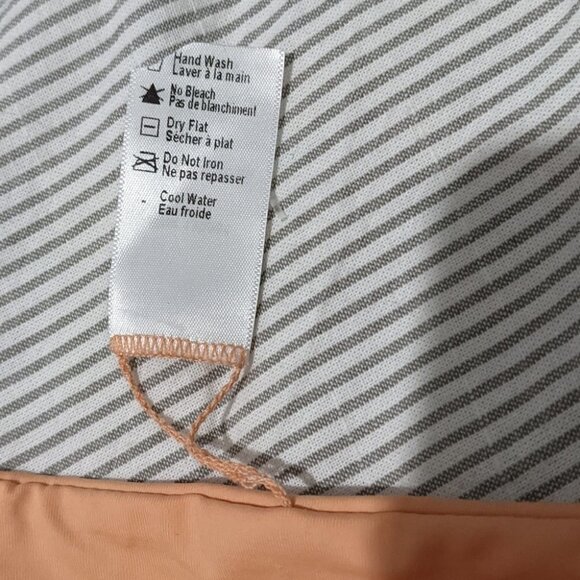 Hand Wash
Laver à la main
No Bleach
Pas de blanchiment
Dry Flat
Sècher à plat
Do Not Iron
Ne pas repasser
- Cool Water
Eau froide